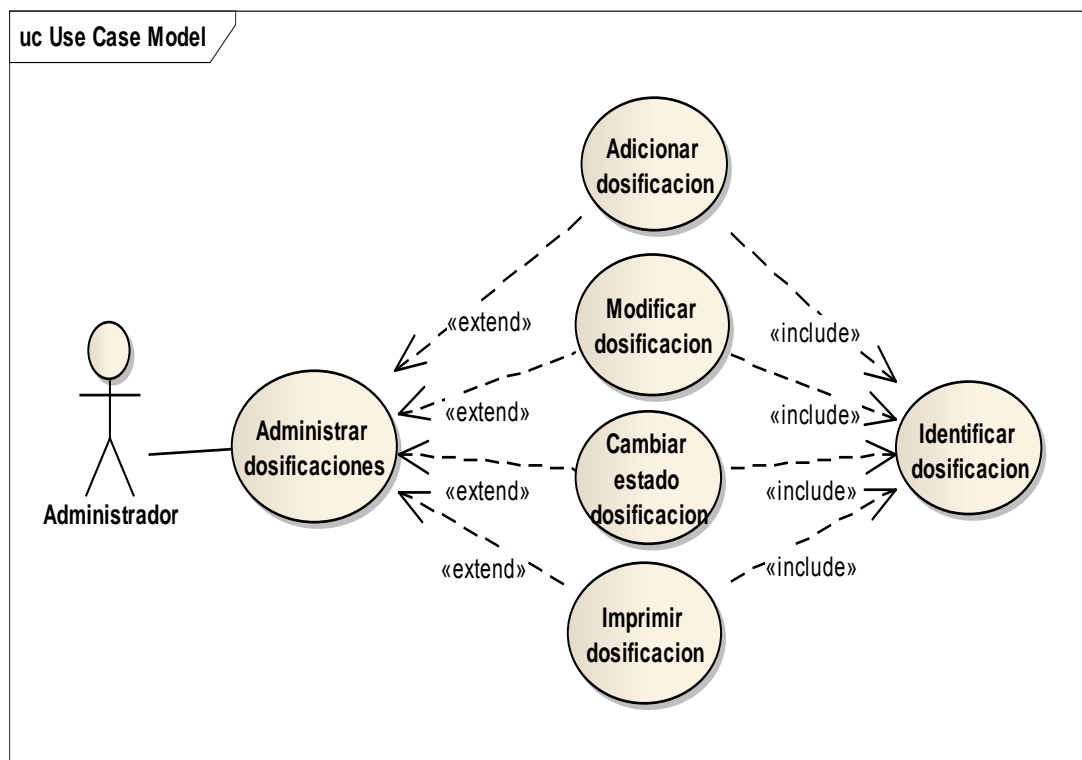 uc Use Case Model
Adicionar
dosificacion
«extend»
«include»
Modificar
dosificacion
«extend»
«include»
Administrador
Administrar
dosificaciones
Cambiar
estado
dosificacion
«extend»
«include»
Identificar
dosificacion
«extend»
«include»
Imprimir
dosificacion